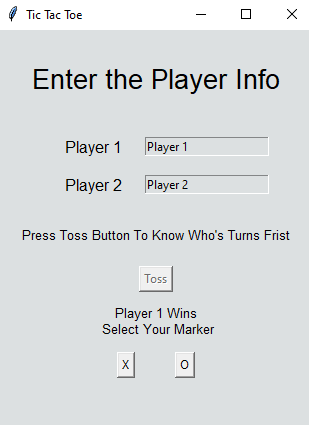 Tic Tac Toe
Enter the Player Info
Player 1 Player 1
Player 2 Player 2
Press Toss Button To Know Who's Turns Frist
Toss
Player 1 Wins
Select Your Marker
X O